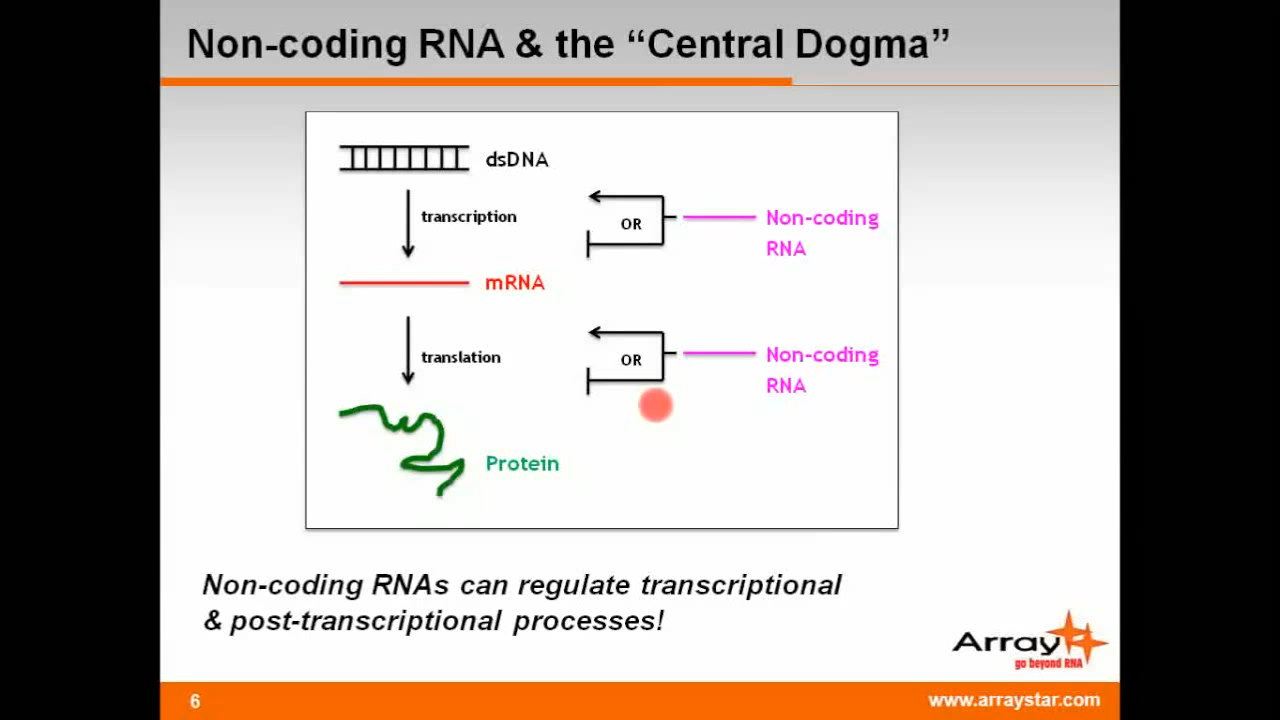 Non-coding RNA & the “Central Dogma”
dsDNA
transcription
OR
Non-coding
RNA
mRNA
translation
OR
Non-coding
RNA
Protein
Non-coding RNAs can regulate transcriptional
& post-transcriptional processes!
Array
go beyond RNA
6
www.arraystar.com